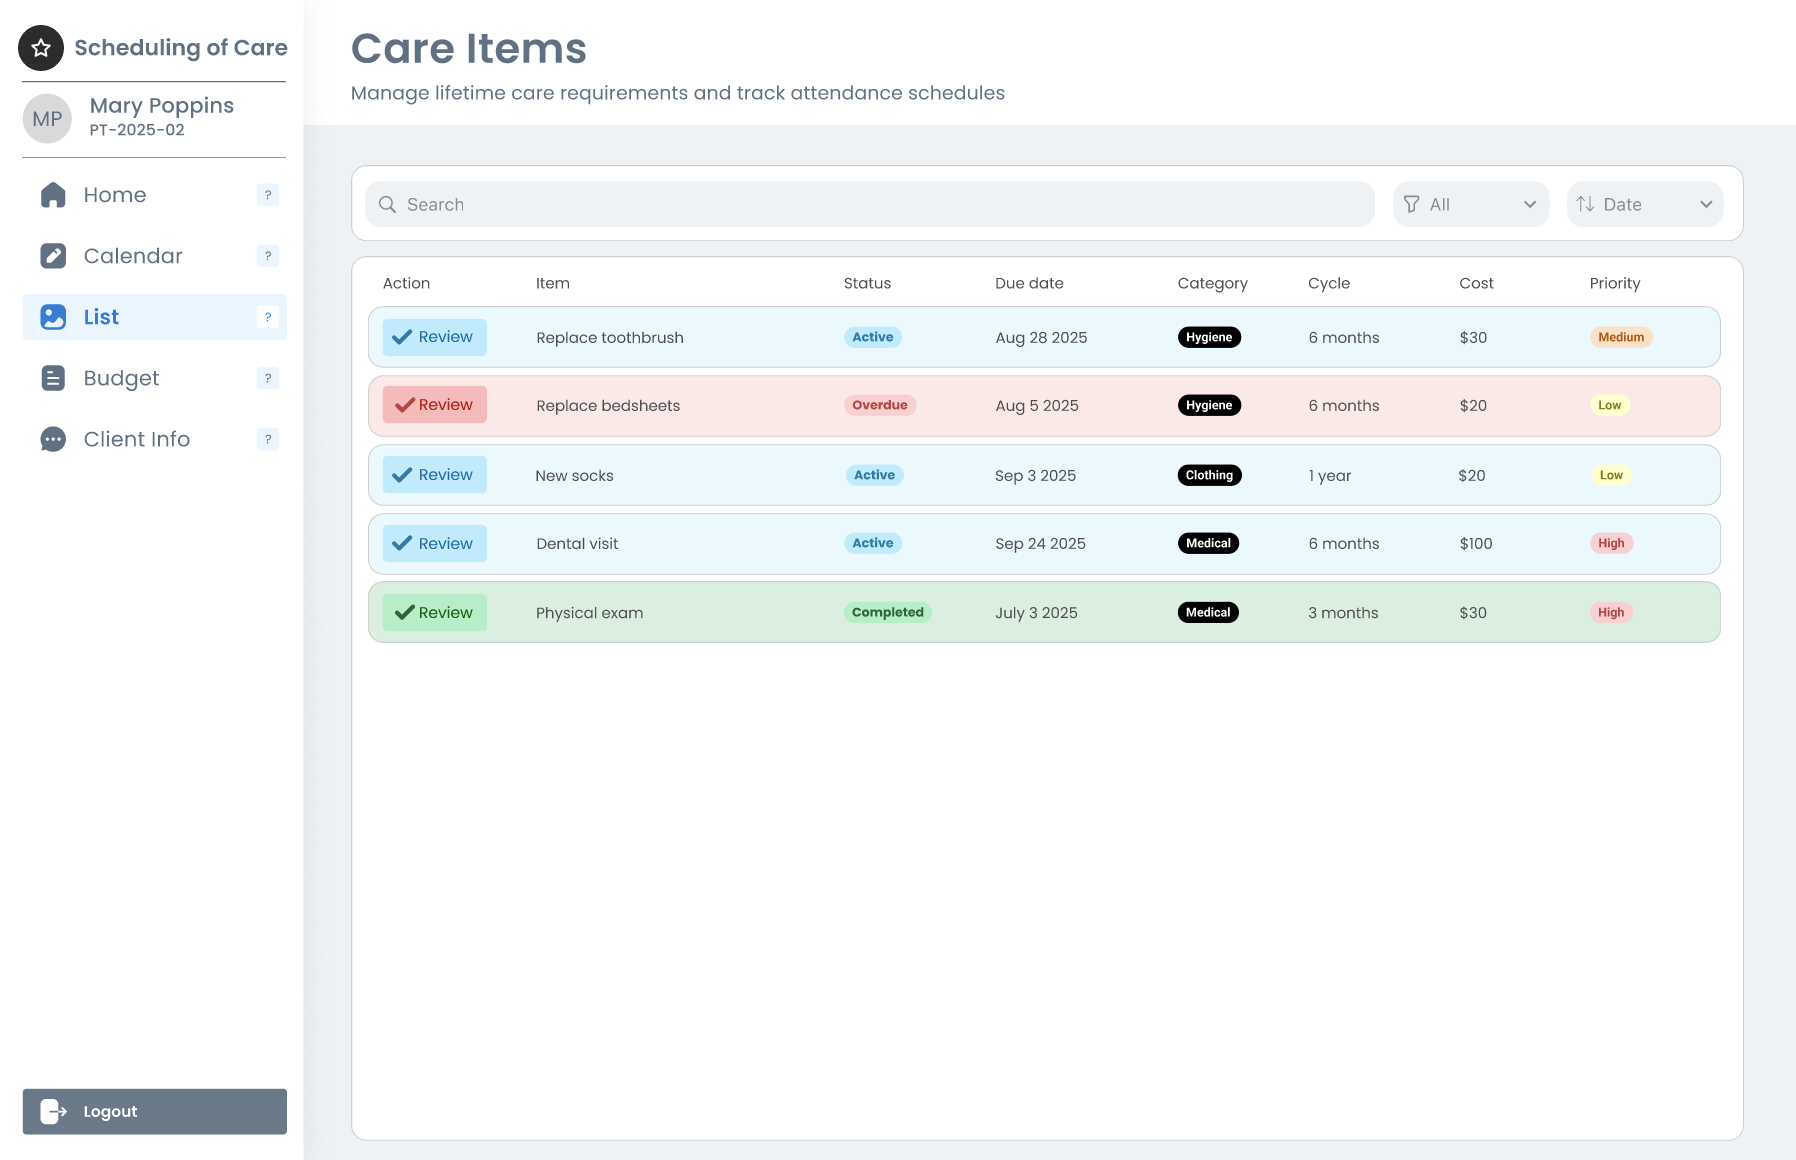 Scheduling of Care
MP
Mary Poppins
PT-2025-02
Home ?
Calendar ?
List ?
Budget ?
Client Info ?
Logout
Care Items
Manage lifetime care requirements and track attendance schedules
Search All Date
Action Item Status Due date Category Cycle Cost Priority
Review Replace toothbrush Active Aug 28 2025 Hygiene 6 months $30 Medium
Review Replace bedsheets Overdue Aug 5 2025 Hygiene 6 months $20 Low
Review New socks Active Sep 3 2025 Clothing 1 year $20 Low
Review Dental visit Active Sep 24 2025 Medical 6 months $100 High
Review Physical exam Completed July 3 2025 Medical 3 months $30 High